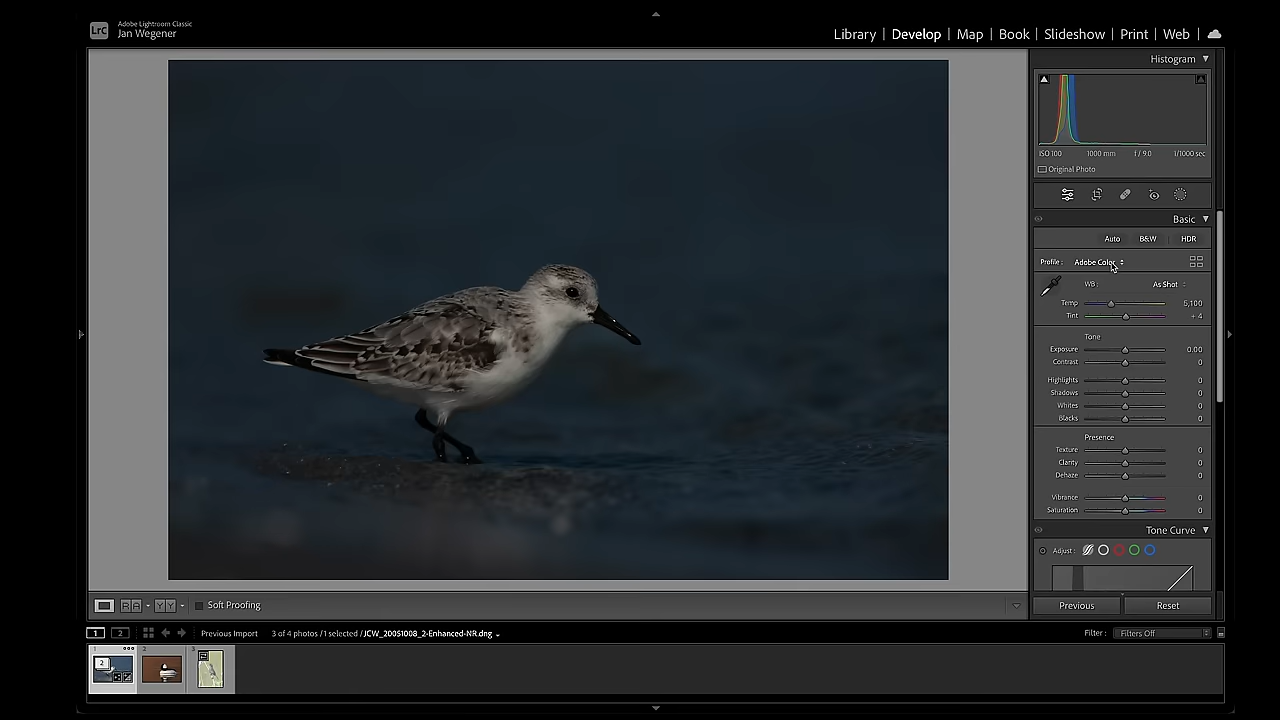 LrC
Adobe Lightroom Classic
Jan Wegener
Library | Develop | Map | Book | Slideshow | Print | Web
Histogram
ISO 100 1000 mm f / 9.0 1/1000 sec
Original Photo
Basic
Auto B&W HDR
Profile : Adobe Color
WB : As Shot
Temp 5,100
Tint + 4
Tone
Exposure 0.00
Contrast 0
Highlights 0
Shadows 0
Whites 0
Blacks 0
Presence
Texture 0
Clarity 0
Dehaze 0
Vibrance 0
Saturation 0
Tone Curve
Adjust :
Previous Reset
R A Y Y Soft Proofing
1 2 Previous Import 3 of 4 photos /1 selected /JCW_20051008_2-Enhanced-NR.dng
Filter : Filters Off
1 2 3
2